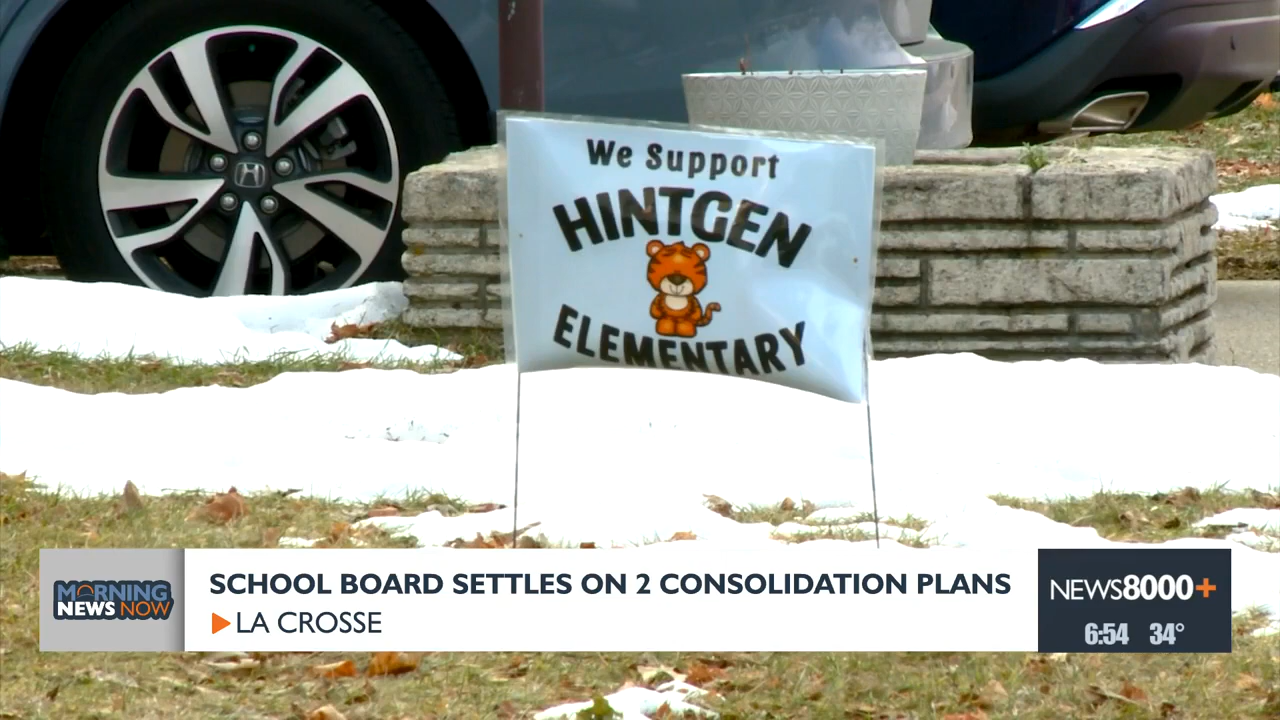 We Support
HINTGEN
ELEMENTARY
MORNING
NEWS NOW
SCHOOL BOARD SETTLES ON 2 CONSOLIDATION PLANS
LA CROSSE
NEWS8000+
6:54 34°